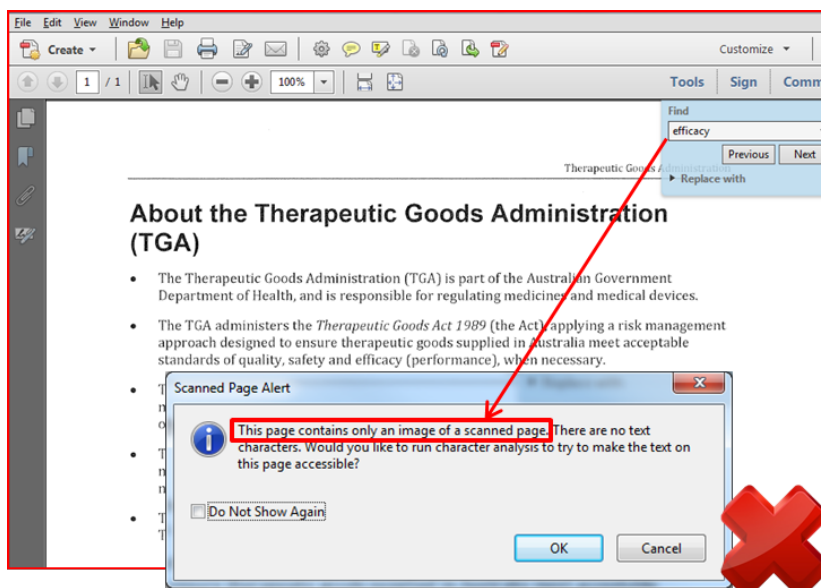 File Edit View Window Help
Create Customize
1 / 1 100% Tools Sign Comm
Find
efficacy
Previous Next
Replace with
Therapeutic Goods Administration
About the Therapeutic Goods Administration
(TGA)
• The Therapeutic Goods Administration (TGA) is part of the Australian Government
Department of Health, and is responsible for regulating medicines and medical devices.
• The TGA administers the Therapeutic Goods Act 1989 (the Act), applying a risk management
approach designed to ensure therapeutic goods supplied in Australia meet acceptable
standards of quality, safety and efficacy (performance), when necessary.
Scanned Page Alert
This page contains only an image of a scanned page. There are no text
characters. Would you like to run character analysis to try to make the text on
this page accessible?
Do Not Show Again
OK Cancel